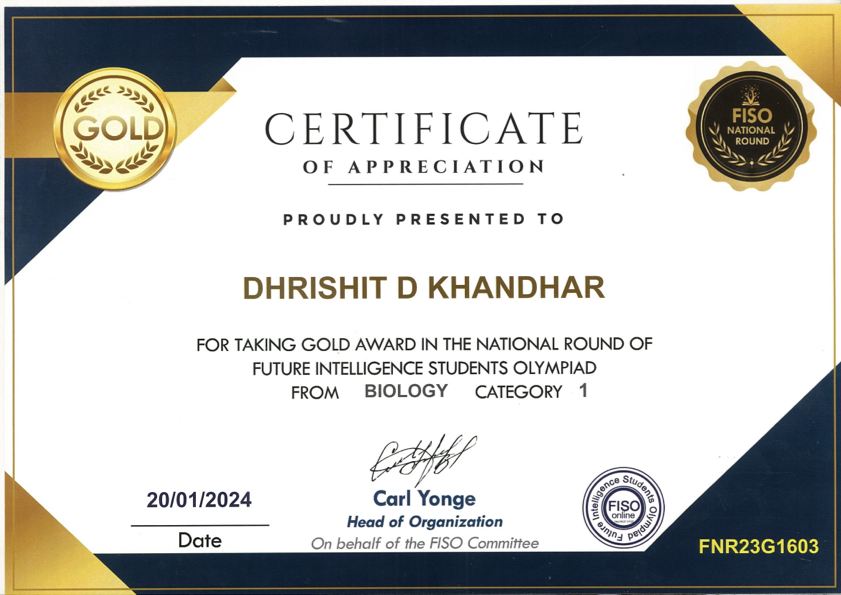 GOLD
CERTIFICATE
OF APPRECIATION
FISO
NATIONAL
ROUND
PROUDLY PRESENTED TO
DHRISHIT D KHANDHAR
FOR TAKING GOLD AWARD IN THE NATIONAL ROUND OF
FUTURE INTELLIGENCE STUDENTS OLYMPIAD
FROM BIOLOGY CATEGORY 1
20/01/2024
Date
Carl Yonge
Head of Organization
On behalf of the FISO Committee
Future Intelligence Students Olympiad
FISO
online
FNR23G1603